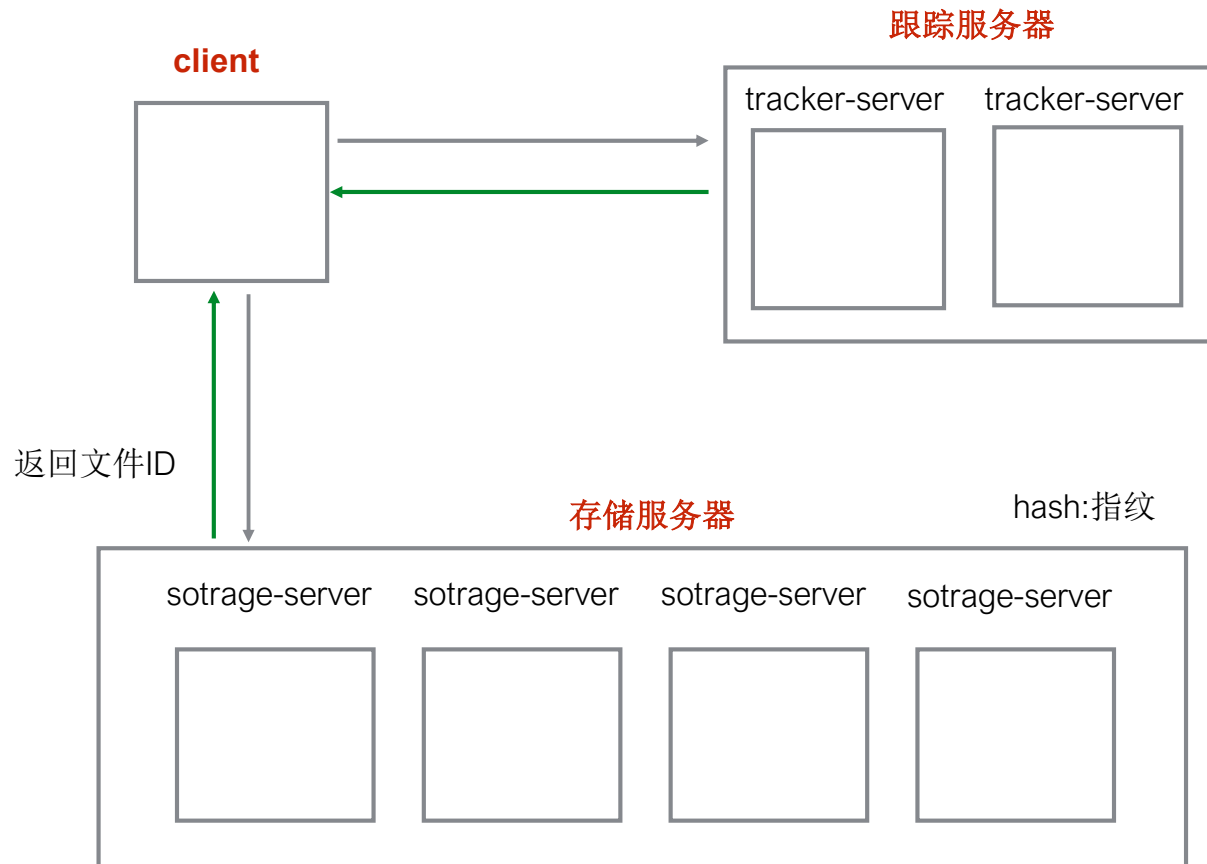 跟踪服务器
client
tracker-server tracker-server
返回文件ID
存储服务器
hash:指纹
sotrage-server sotrage-server sotrage-server sotrage-server